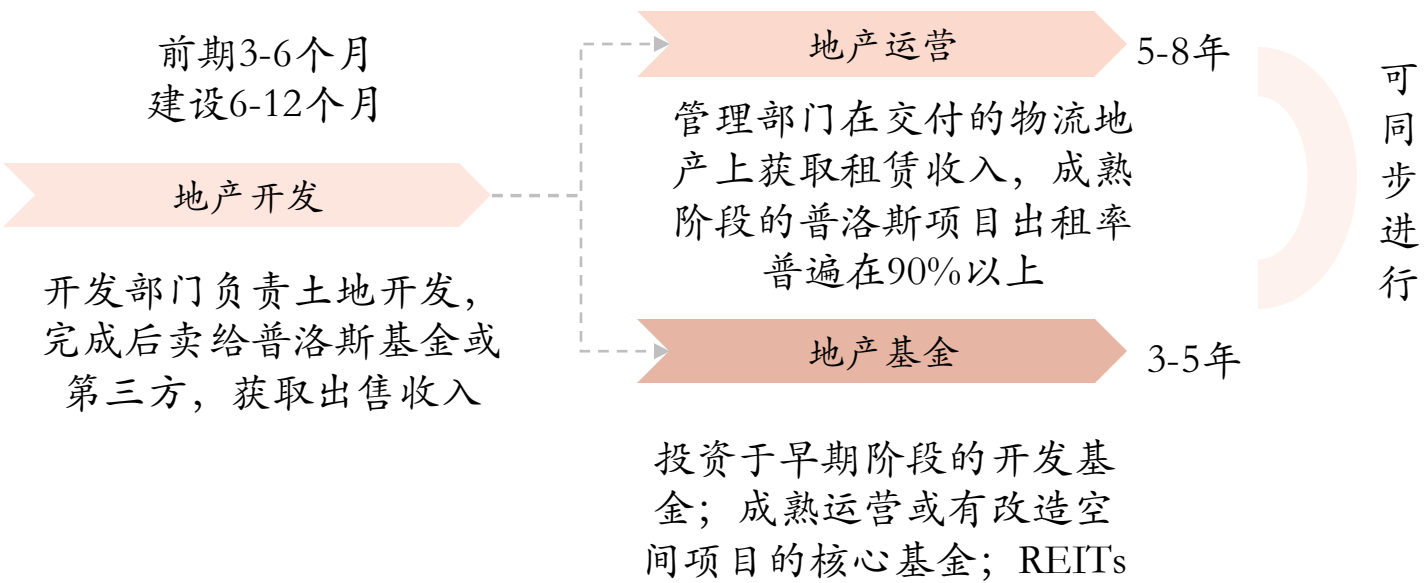 前期3-6个月
建设6-12个月
地产开发
开发部门负责土地开发，
完成后卖给普洛斯基金或
第三方，获取出售收入
地产运营
5-8年
管理部门在交付的物流地
产上获取租赁收入，成熟
阶段的普洛斯项目出租率
普遍在90%以上
地产基金
3-5年
投资于早期阶段的开发基
金；成熟运营或有改造空
间项目的核心基金；REITs
可同步进行